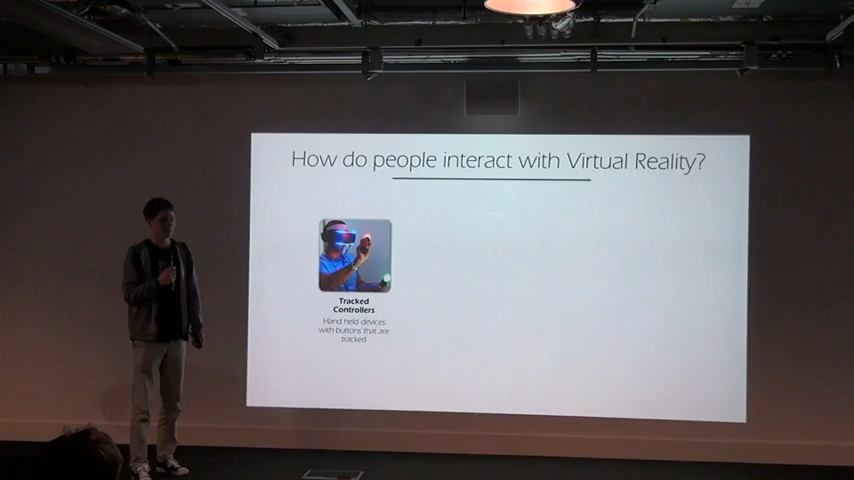 How do people interact with Virtual Reality?
Tracked
Controllers
Hand held devices
with buttons that are
tracked